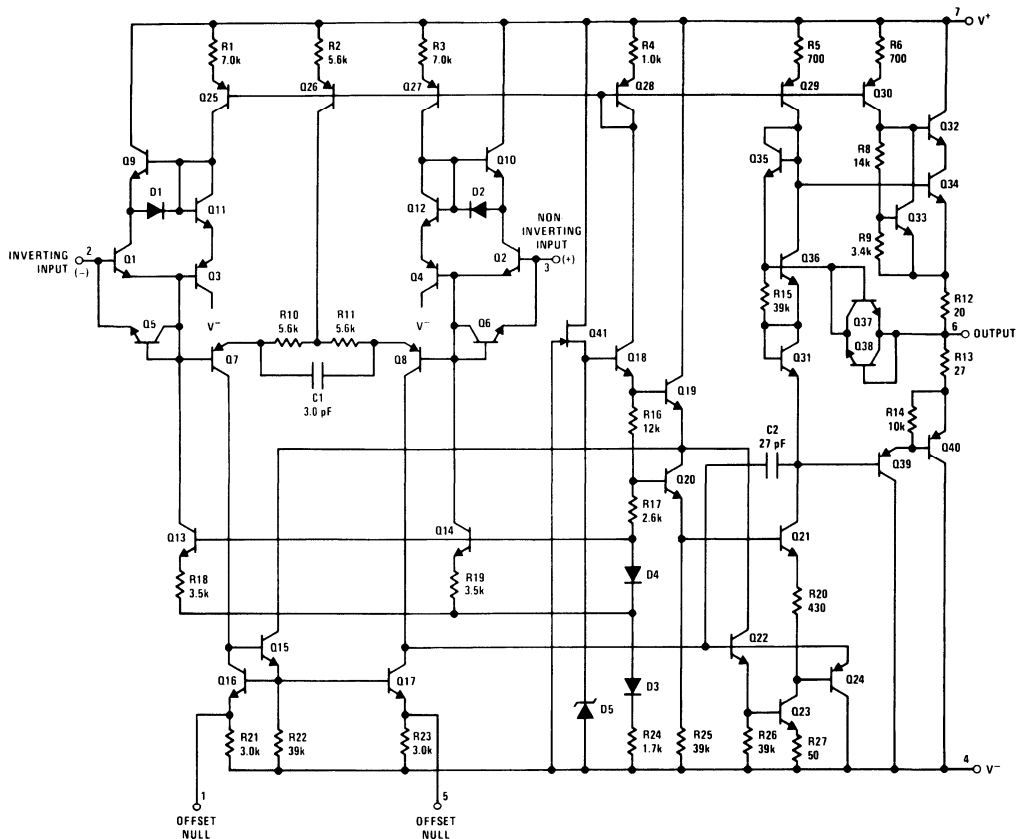 7
V+
R1
7.0k
R2
5.6k
R3
7.0k
R4
1.0k
R5
700
R6
700
Q25
Q26
Q27
Q28
Q29
Q30
Q9
Q10
Q35
R8
14k
Q32
D1
D2
Q34
Q11
Q12
NON-
INVERTING
INPUT
(+)
3
Q33
INVERTING
INPUT
(−)
2
Q1
Q3
Q4
Q2
R9
3.4k
Q36
V−
V−
R15
39k
R12
20
Q5
R10
5.6k
R11
5.6k
Q6
Q41
Q37
Q38
6
OUTPUT
Q7
Q8
Q18
Q31
R13
27
C1
3.0 pF
R16
12k
Q19
R14
10k
C2
27 pF
Q39
Q40
Q20
R17
2.6k
Q13
Q14
Q21
R18
3.5k
R19
3.5k
D4
R20
430
Q15
Q22
Q16
Q17
D3
Q24
Q23
D5
R21
3.0k
R22
39k
R23
3.0k
R24
1.7k
R25
39k
R26
39k
R27
50
4
V−
1
5
OFFSET
NULL
OFFSET
NULL